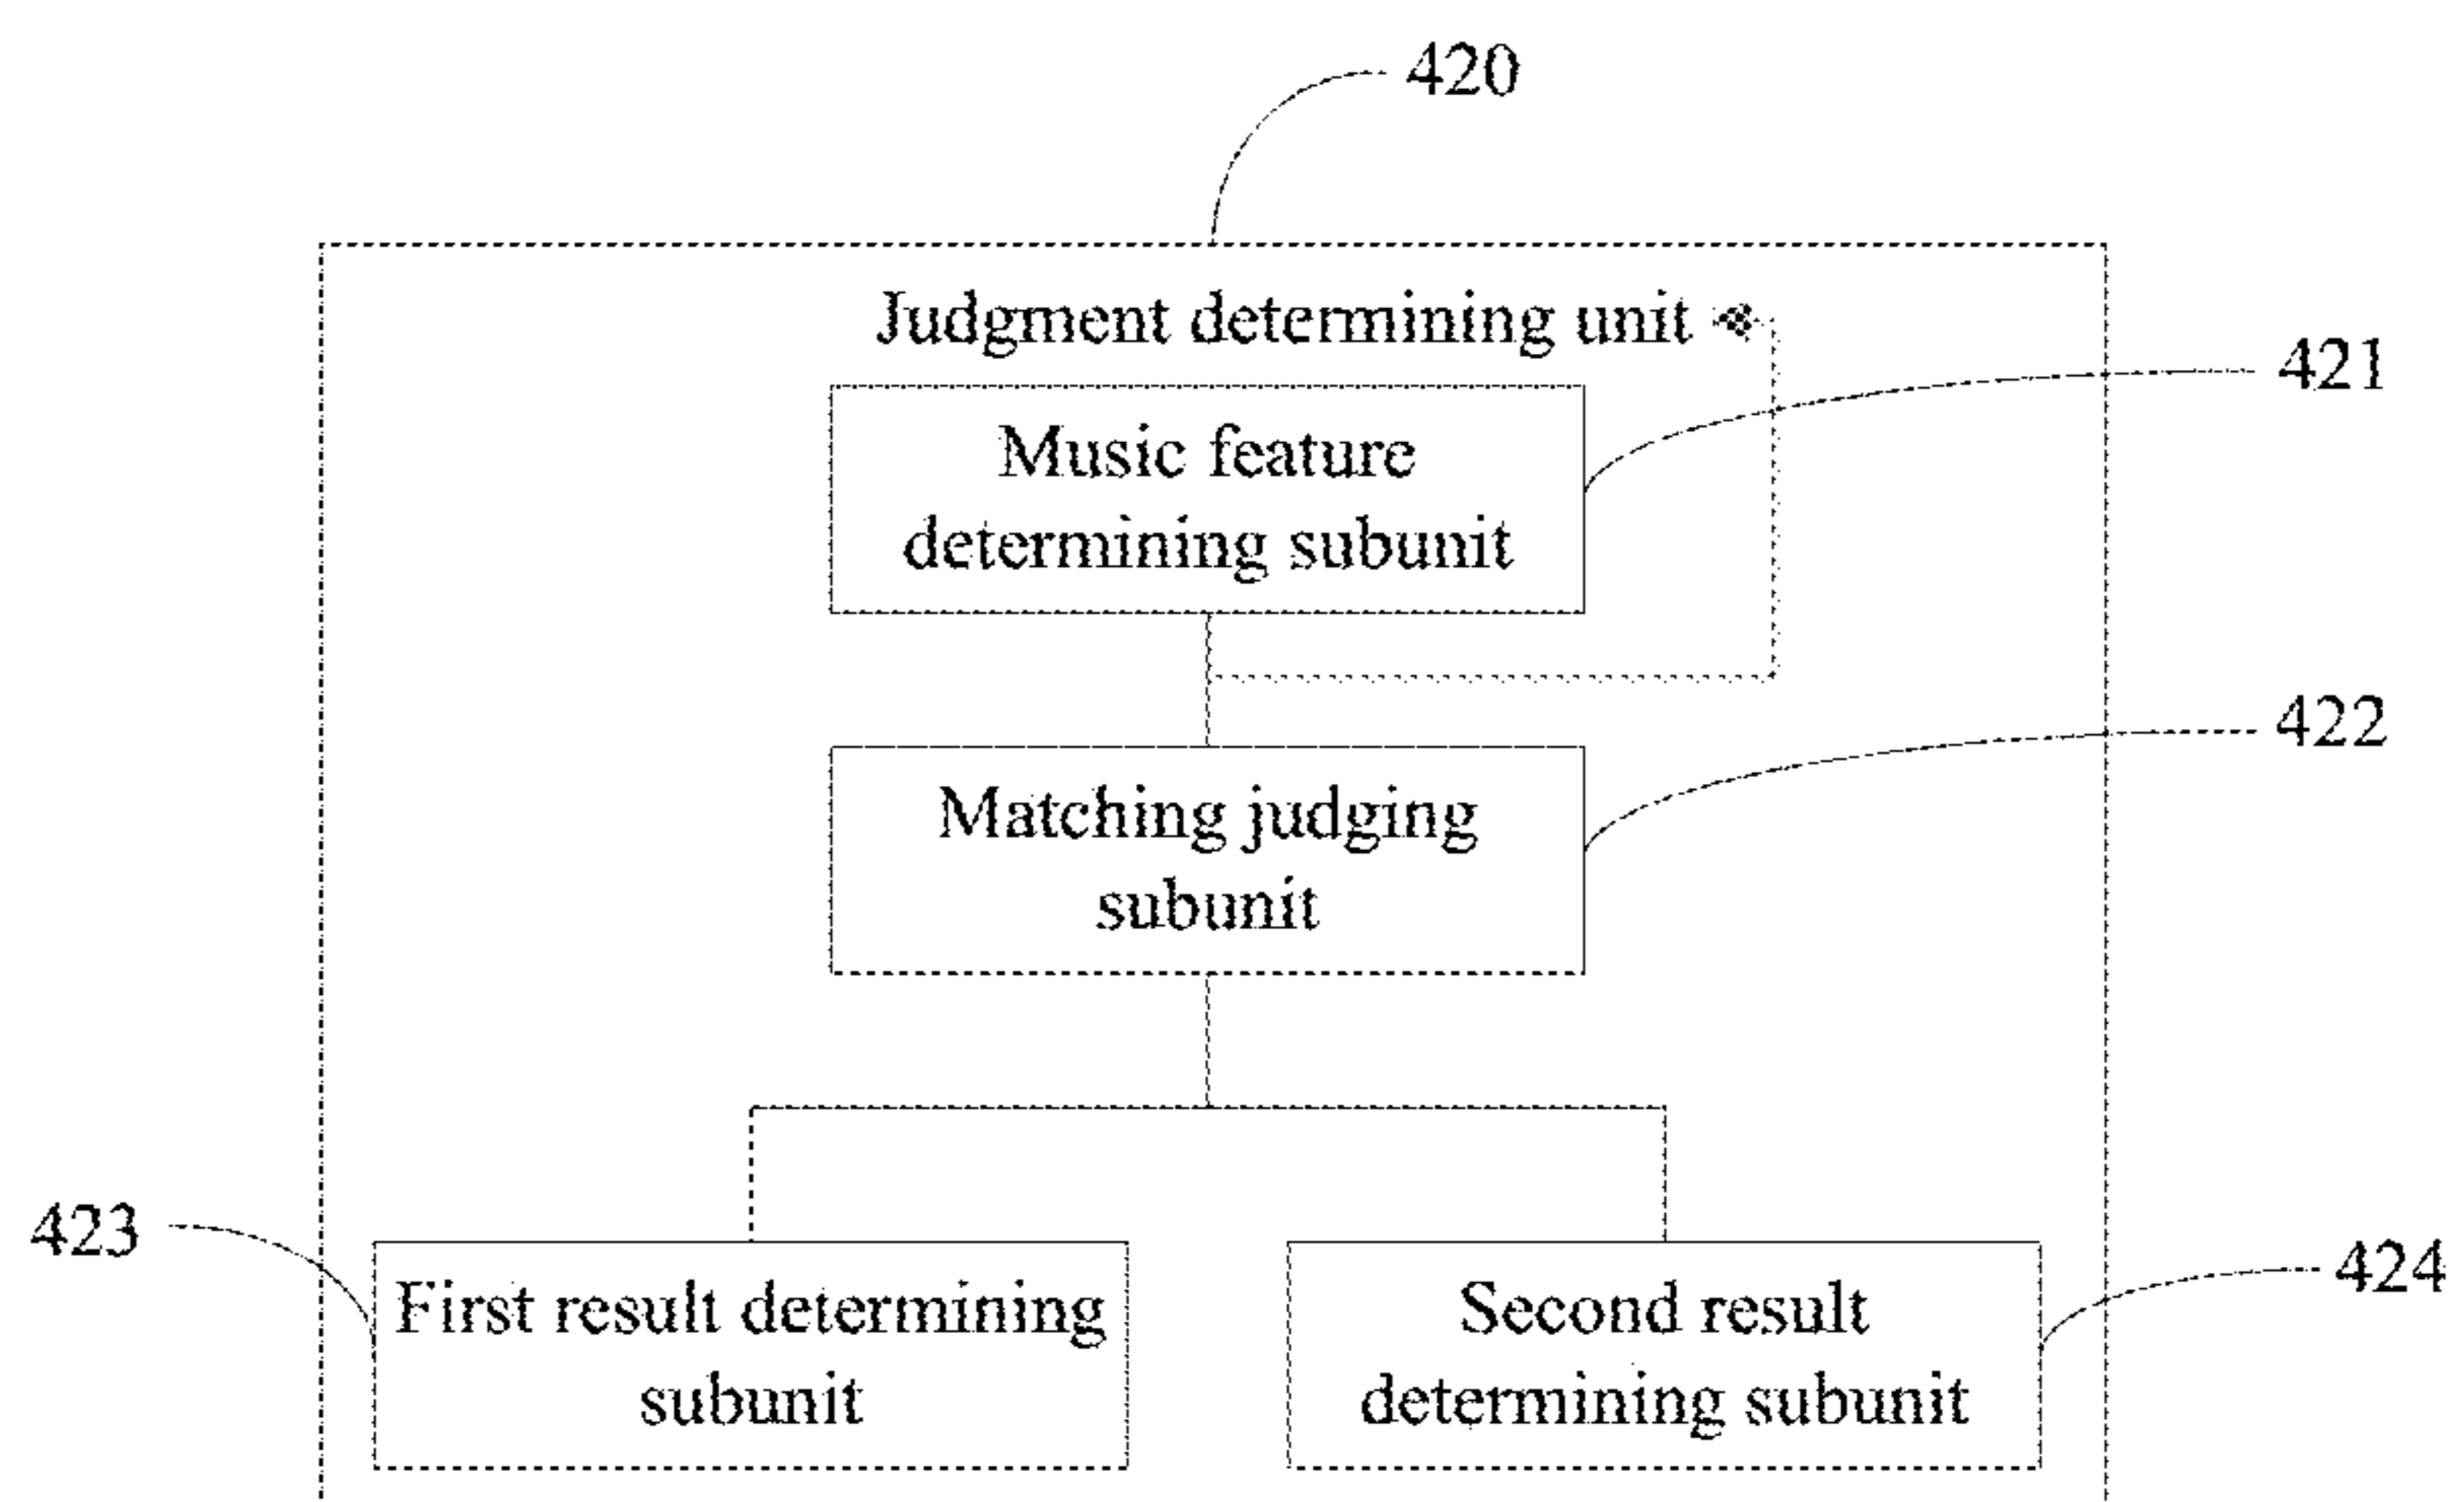 420
Judgment determining unit
421
Music feature
determining subunit
422
Matching judging
subunit
423
First result determining
subunit
Second result
determining subunit
424